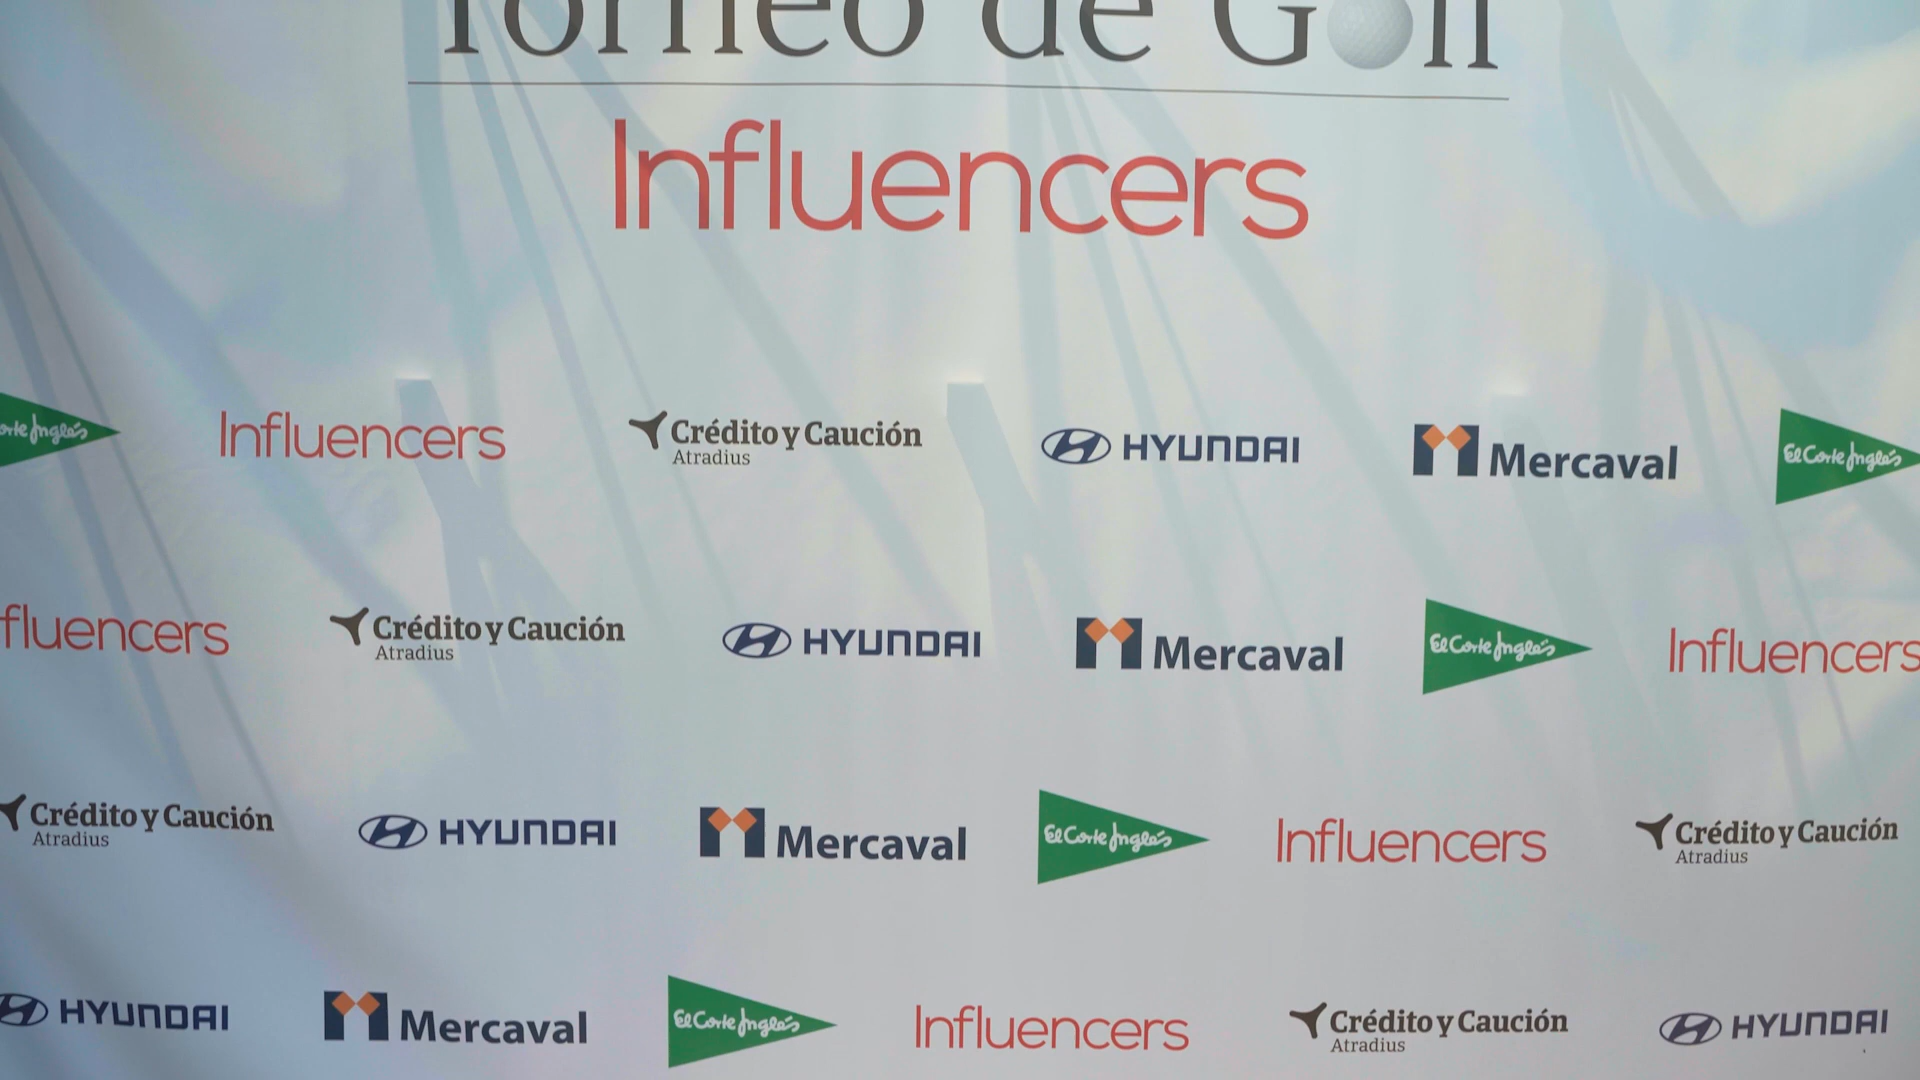 Torneo de Golf
Influencers
Corte Inglés Influencers Crédito y Caución HYUNDAI Mercaval El Corte Inglés
Atradius
fluencers Crédito y Caución HYUNDAI Mercaval El Corte Inglés Influencers
Atradius
Crédito y Caución HYUNDAI Mercaval El Corte Inglés Influencers Crédito y Caución
Atradius Atradius
HYUNDAI Mercaval El Corte Inglés Influencers Crédito y Caución HYUNDAI
Atradius